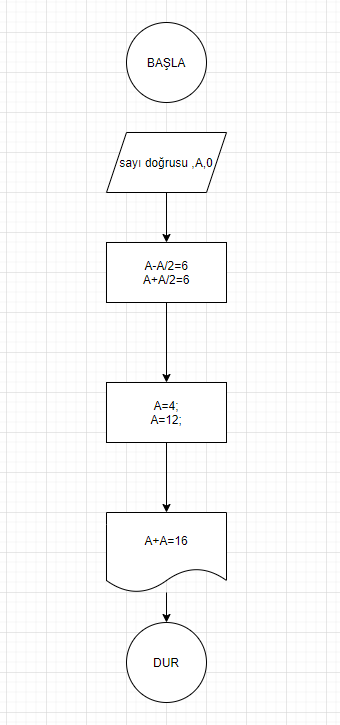 BAŞLA
sayı doğrusu ,A,0
A-A/2=6
A+A/2=6
A=4;
A=12;
A+A=16
DUR